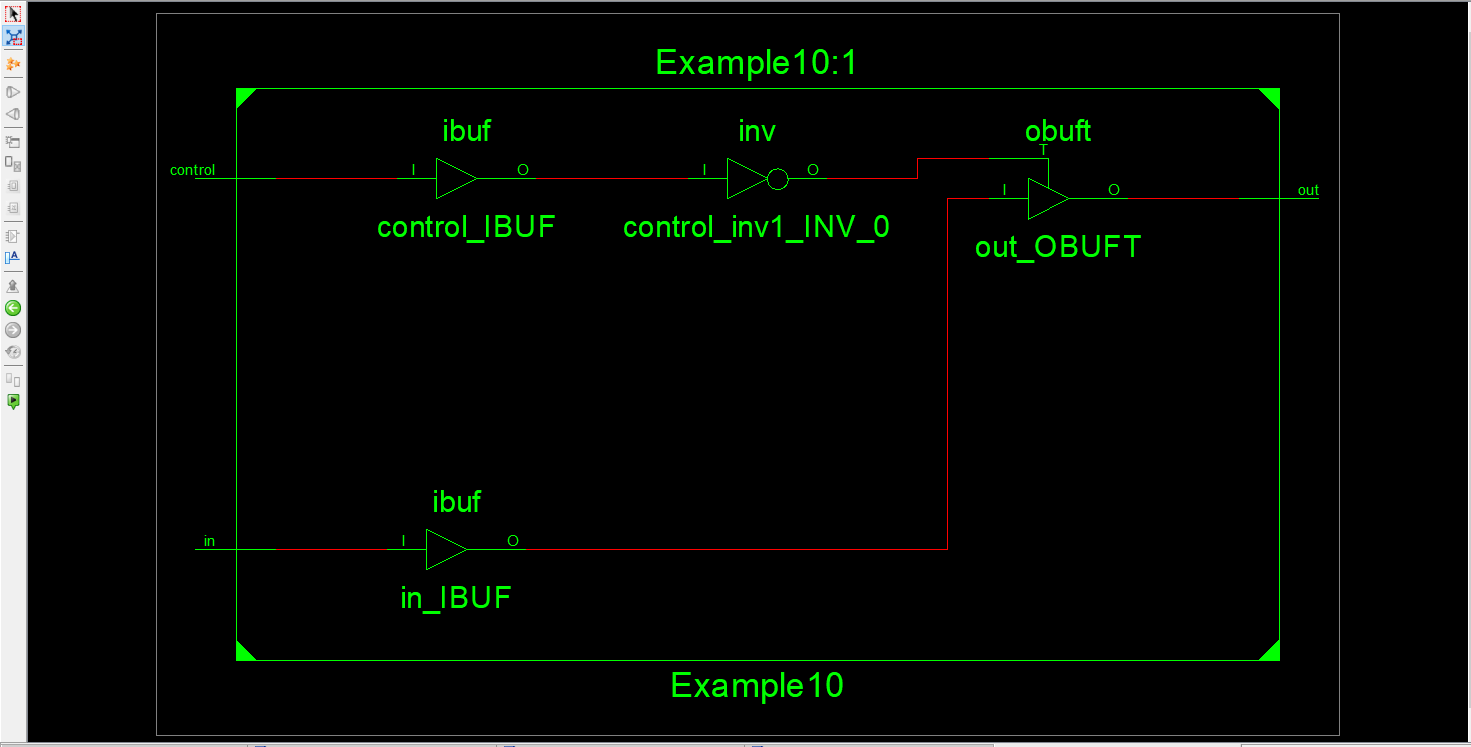 Example10:1
ibuf
inv
obuft
T
control
I
O
I
O
I
O
out
control_IBUF
control_inv1_INV_0
out_OBUFT
ibuf
in
I
O
in_IBUF
Example10